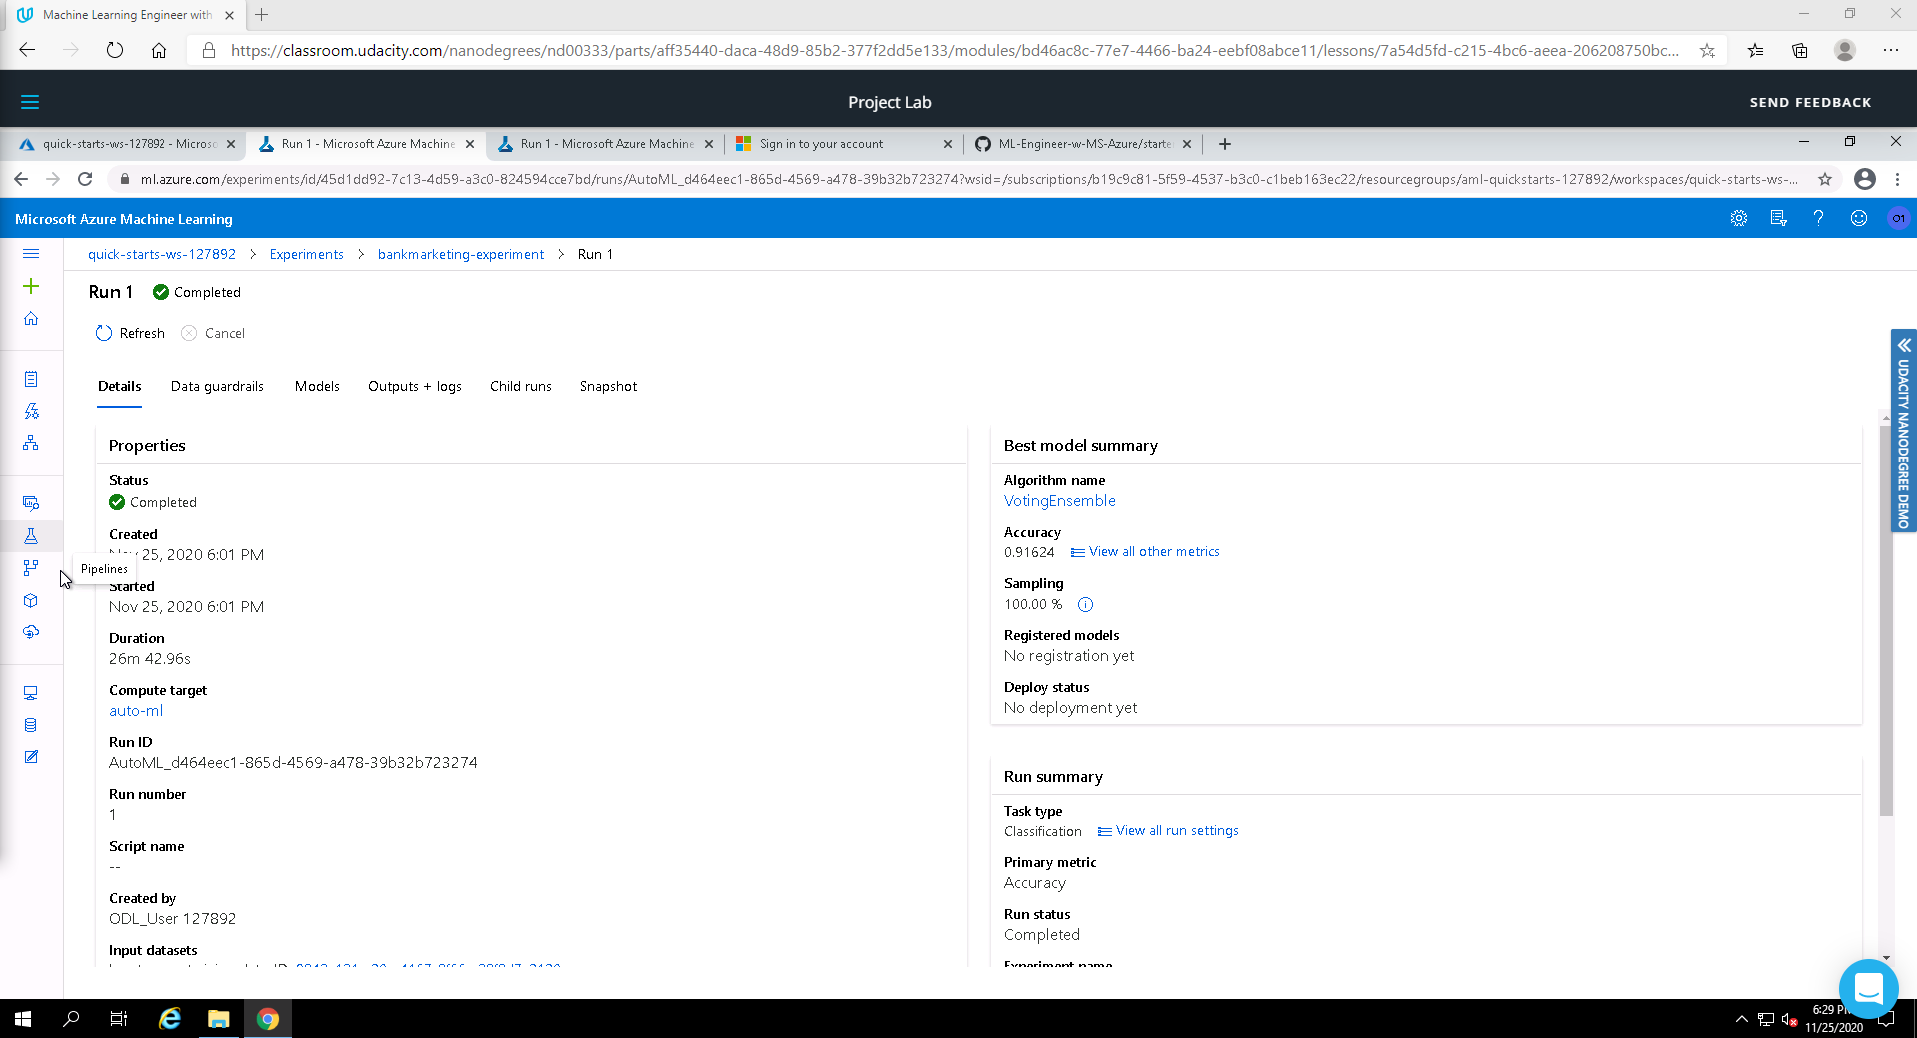 Machine Learning Engineer with
https://classroom.udacity.com/nanodegrees/nd00333/parts/aff35440-daca-48d9-85b2-377f2dd5e133/modules/bd46ac8c-77e7-4466-ba24-eebf08abce11/lessons/7a54d5fd-c215-4bc6-aeea-206208750bc...
Project Lab
SEND FEEDBACK
quick-starts-ws-127892 - Microso
Run 1 - Microsoft Azure Machine
Run 1 - Microsoft Azure Machine
Sign in to your account
ML-Engineer-w-MS-Azure/starte
ml.azure.com/experiments/id/45d1dd92-7c13-4d59-a3c0-824594cce7bd/runs/AutoML_d464eec1-865d-4569-a478-39b32b723274?wsid=/subscriptions/b19c9c81-5f59-4537-b3c0-c1beb163ec22/resourcegroups/aml-quickstarts-127892/workspaces/quick-starts-ws-...
Microsoft Azure Machine Learning
O1
quick-starts-ws-127892 > Experiments > bankmarketing-experiment > Run 1
Run 1 Completed
Refresh Cancel
Details Data guardrails Models Outputs + logs Child runs Snapshot
Properties
Status
Completed
Created
Nov 25, 2020 6:01 PM
Pipelines
Started
Nov 25, 2020 6:01 PM
Duration
26m 42.96s
Compute target
auto-ml
Run ID
AutoML_d464eec1-865d-4569-a478-39b32b723274
Run number
1
Script name
--
Created by
ODL_User 127892
Input datasets
Best model summary
Algorithm name
VotingEnsemble
Accuracy
0.91624 View all other metrics
Sampling
100.00 %
Registered models
No registration yet
Deploy status
No deployment yet
Run summary
Task type
Classification View all run settings
Primary metric
Accuracy
Run status
Completed
Experiment name
UDACITY NANODEGREE DEMO
6:29 P
11/25/2020